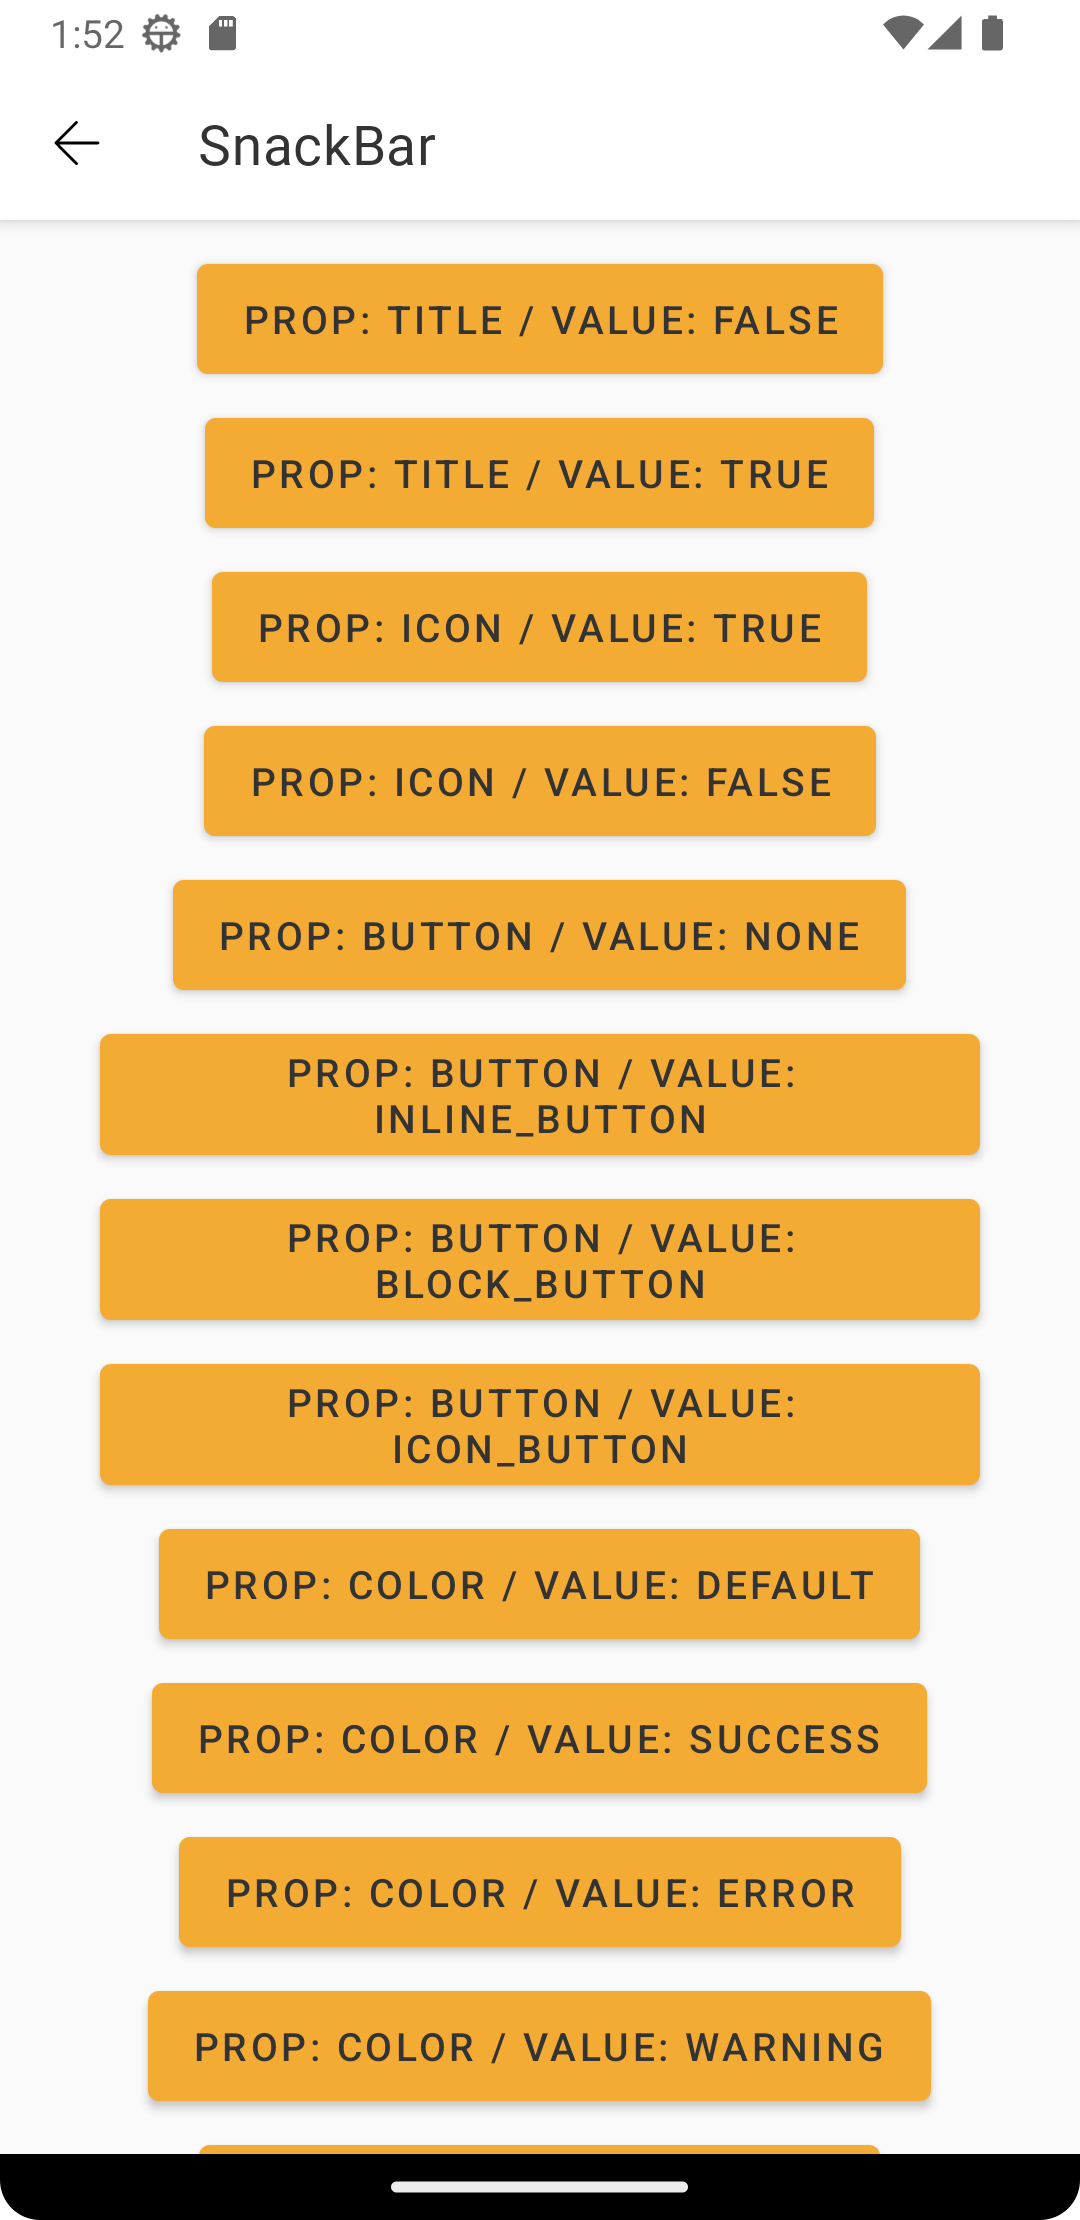 1:52
SnackBar
PROP: TITLE / VALUE: FALSE
PROP: TITLE / VALUE: TRUE
PROP: ICON / VALUE: TRUE
PROP: ICON / VALUE: FALSE
PROP: BUTTON / VALUE: NONE
PROP: BUTTON / VALUE:
INLINE_BUTTON
PROP: BUTTON / VALUE:
BLOCK_BUTTON
PROP: BUTTON / VALUE:
ICON_BUTTON
PROP: COLOR / VALUE: DEFAULT
PROP: COLOR / VALUE: SUCCESS
PROP: COLOR / VALUE: ERROR
PROP: COLOR / VALUE: WARNING